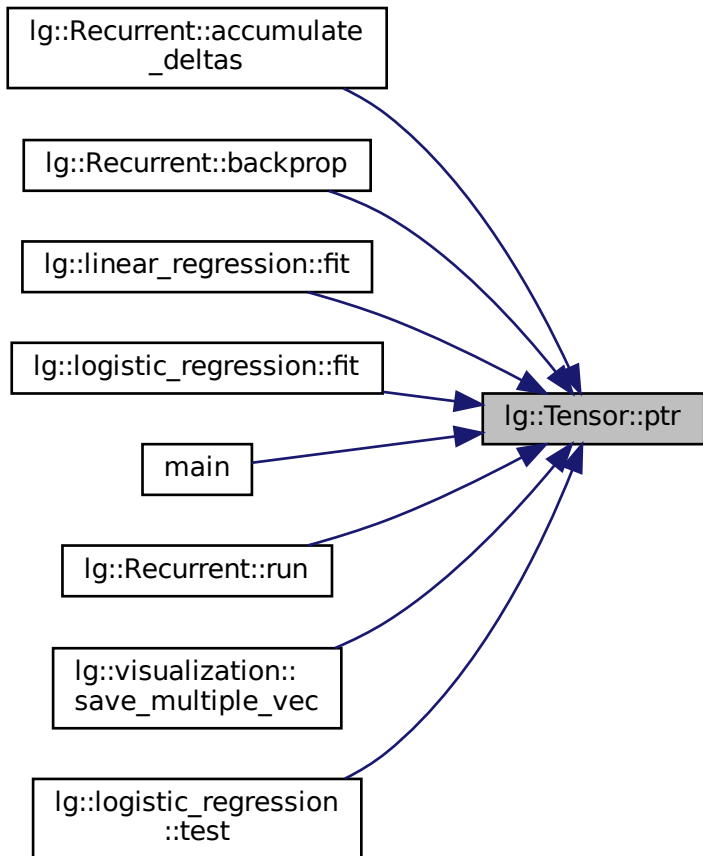 lg::Recurrent::accumulate
_deltas
lg::Recurrent::backprop
lg::linear_regression::fit
lg::logistic_regression::fit
lg::Tensor::ptr
main
lg::Recurrent::run
lg::visualization::
save_multiple_vec
lg::logistic_regression
::test